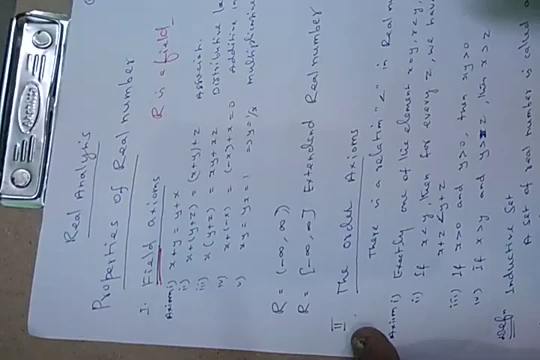 Real Analysis
Properties of Real number
I. Field axioms R is a field
Axiom i) x+y = y+x
ii) x+(y+z) = (x+y)+z Associat.
iii) x(y+z) = xy+xz Distributive
iv) x+(-x) = (-x)+x = 0 Additive in
v) xy = yx = 1 ⇒ y = 1/x multiplicative
R = (-∞, ∞)
R = [-∞, ∞] Extended Real number
II. The order Axioms
There is a relation "<" in Real
Axiom i) Exactly one of the element x=y, x<y,
ii) If x<y then for every z, we have
x+z < y+z
iii) If x>0 and y>0, then xy>0
iv) If x>y and y>z, then x>z
Defn Inductive Set
A set of real number is called